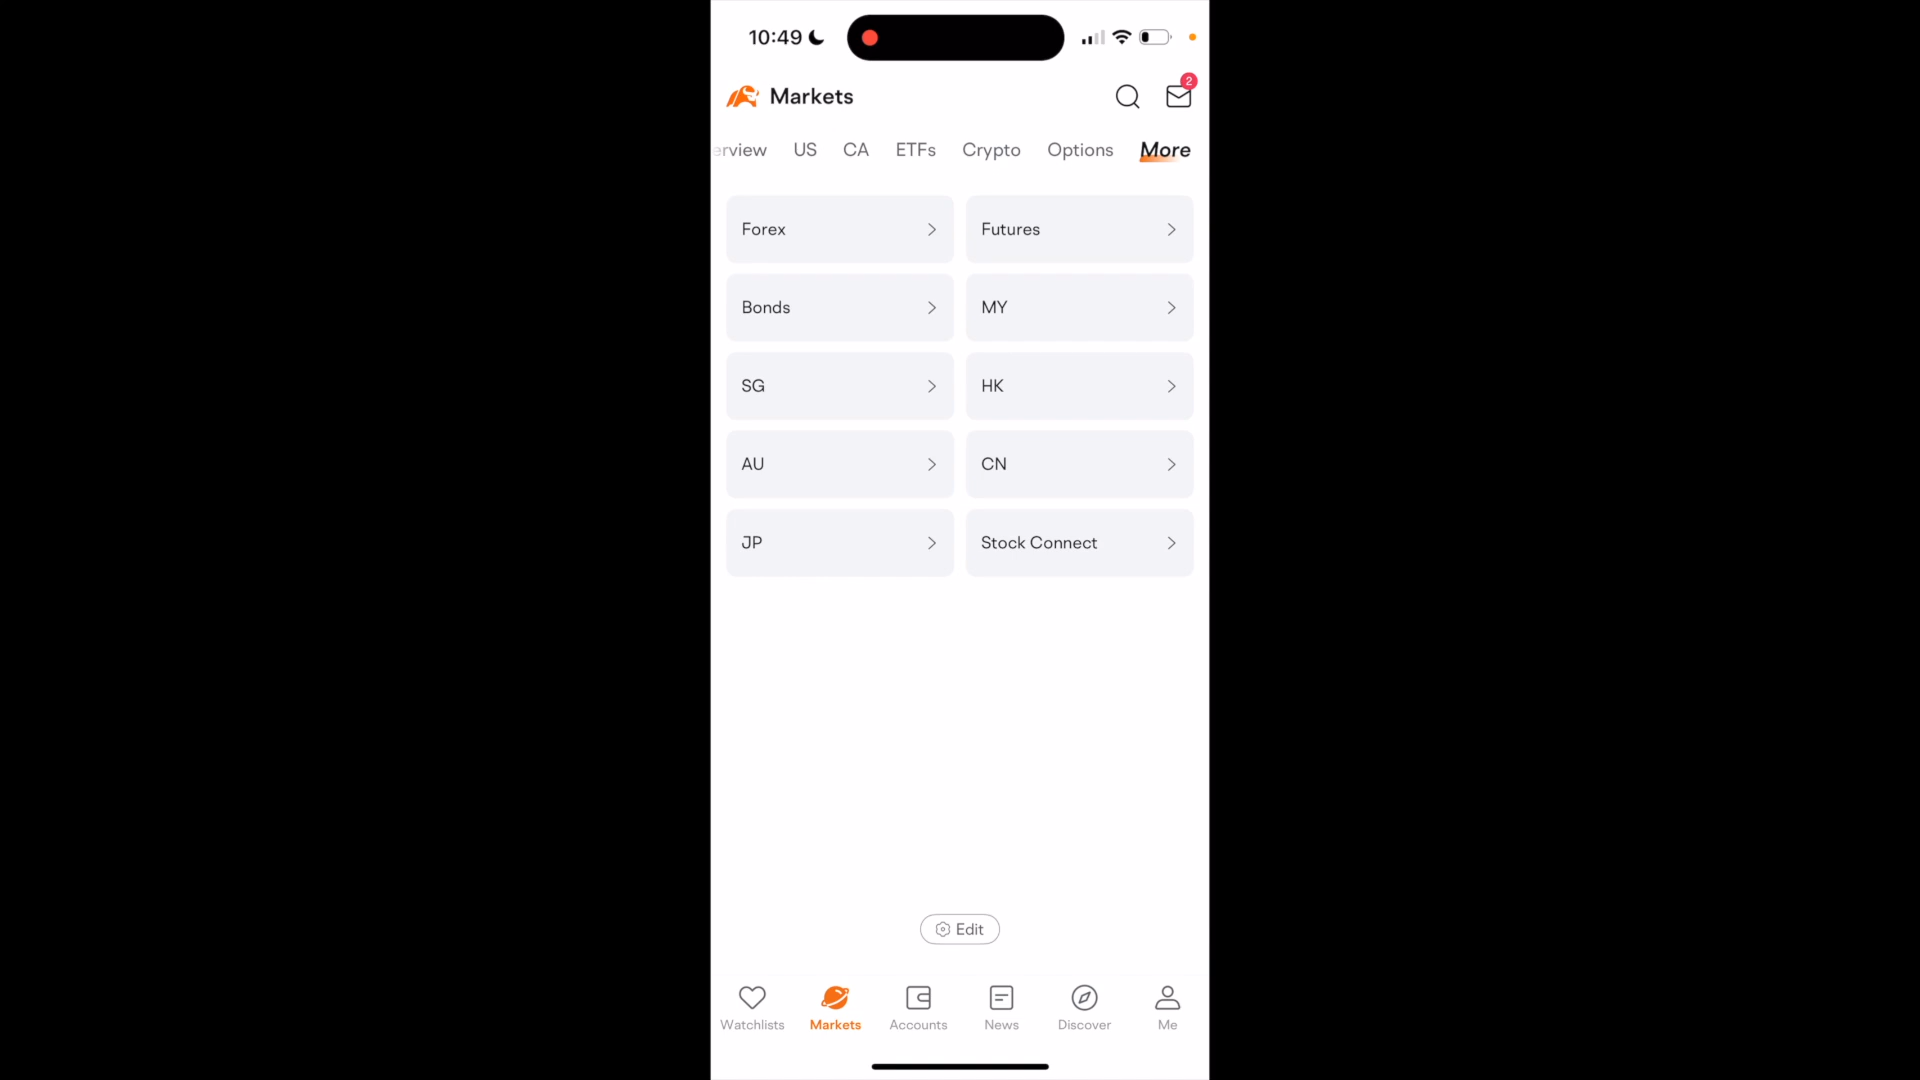 10:49
Markets
2
erview US CA ETFs Crypto Options More
Forex
Futures
Bonds
MY
SG
HK
AU
CN
JP
Stock Connect
Edit
Watchlists Markets Accounts News Discover Me